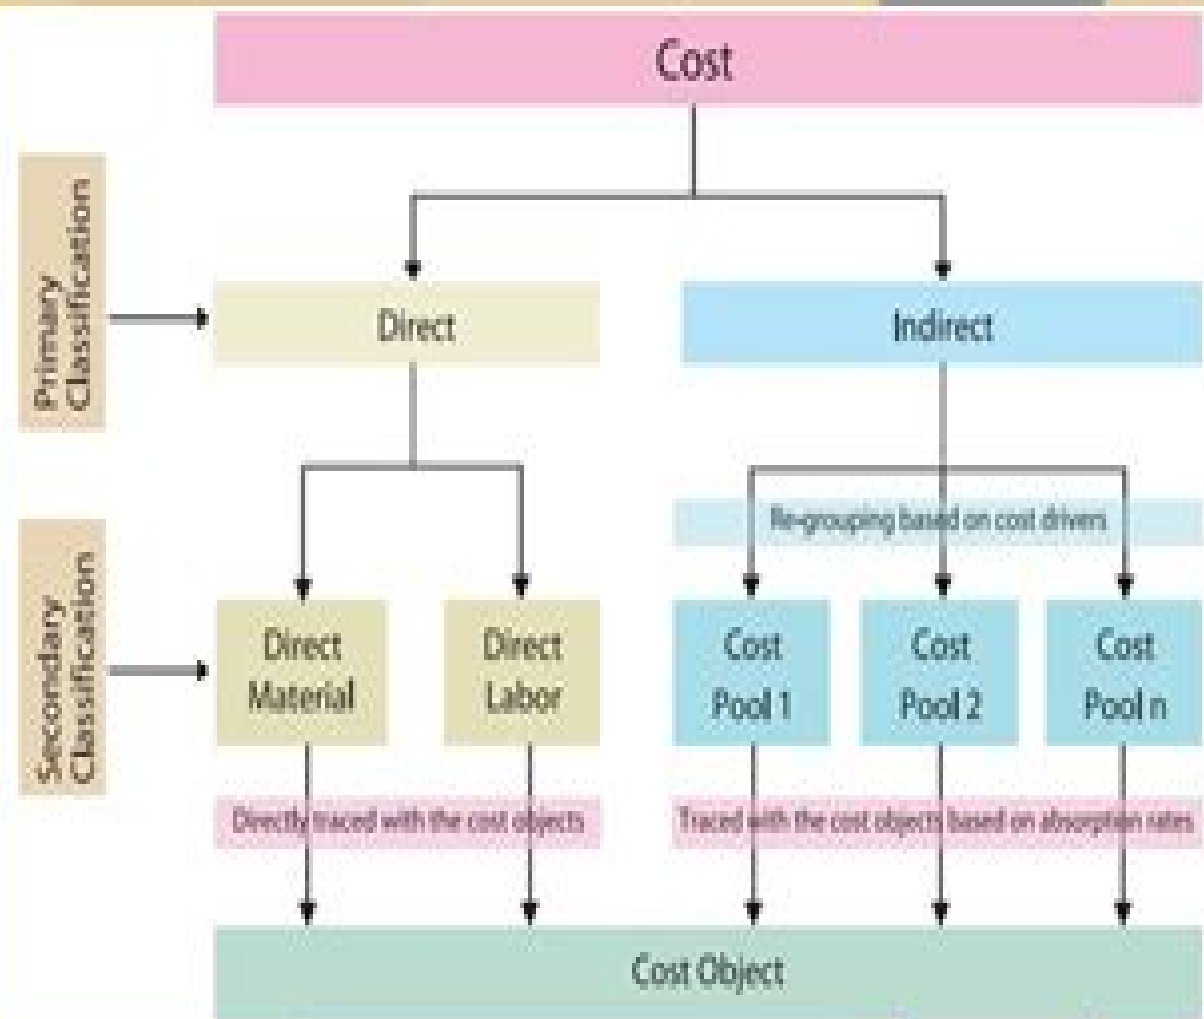 Cost
Primary
Classification
Direct
Indirect
Re-grouping based on cost drivers
Secondary
Classification
Direct
Material
Direct
Labor
Cost
Pool 1
Cost
Pool 2
Cost
Pool n
Directly traced with the cost objects
Traced with the cost objects based on absorption rates
Cost Object